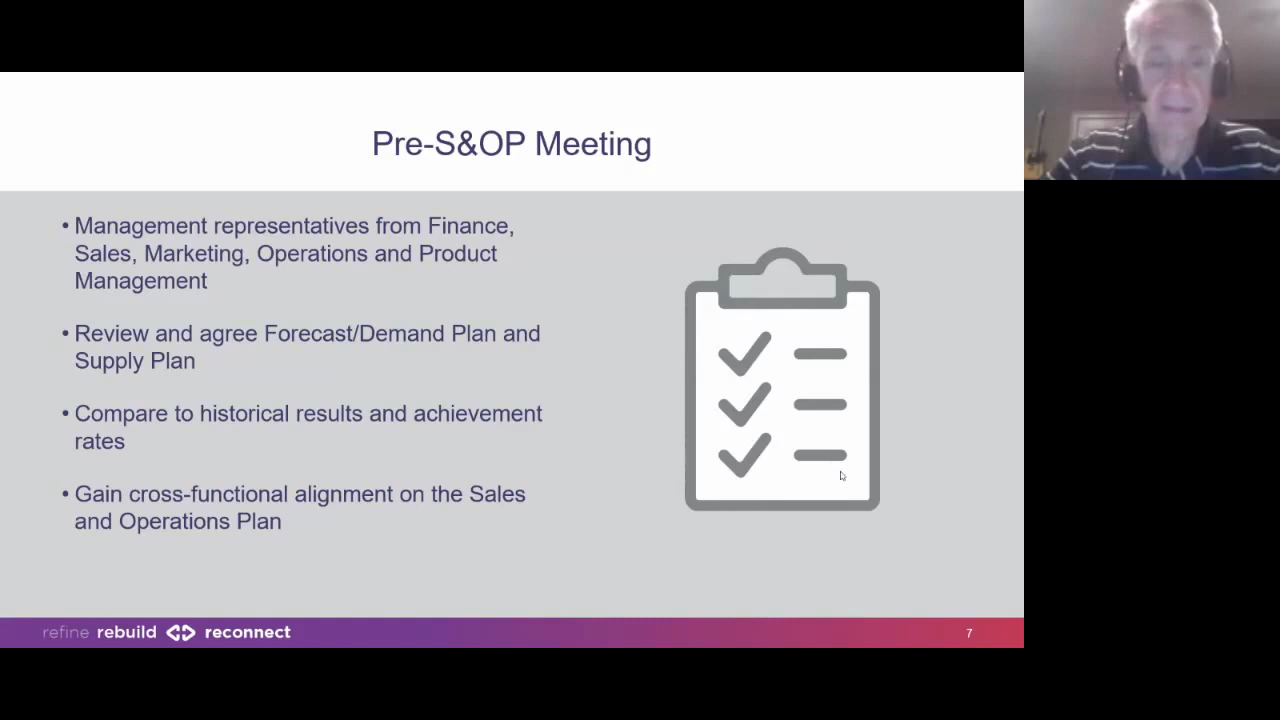 Pre-S&OP Meeting
• Management representatives from Finance,
Sales, Marketing, Operations and Product
Management
• Review and agree Forecast/Demand Plan and
Supply Plan
• Compare to historical results and achievement
rates
• Gain cross-functional alignment on the Sales
and Operations Plan
refine rebuild reconnect
7